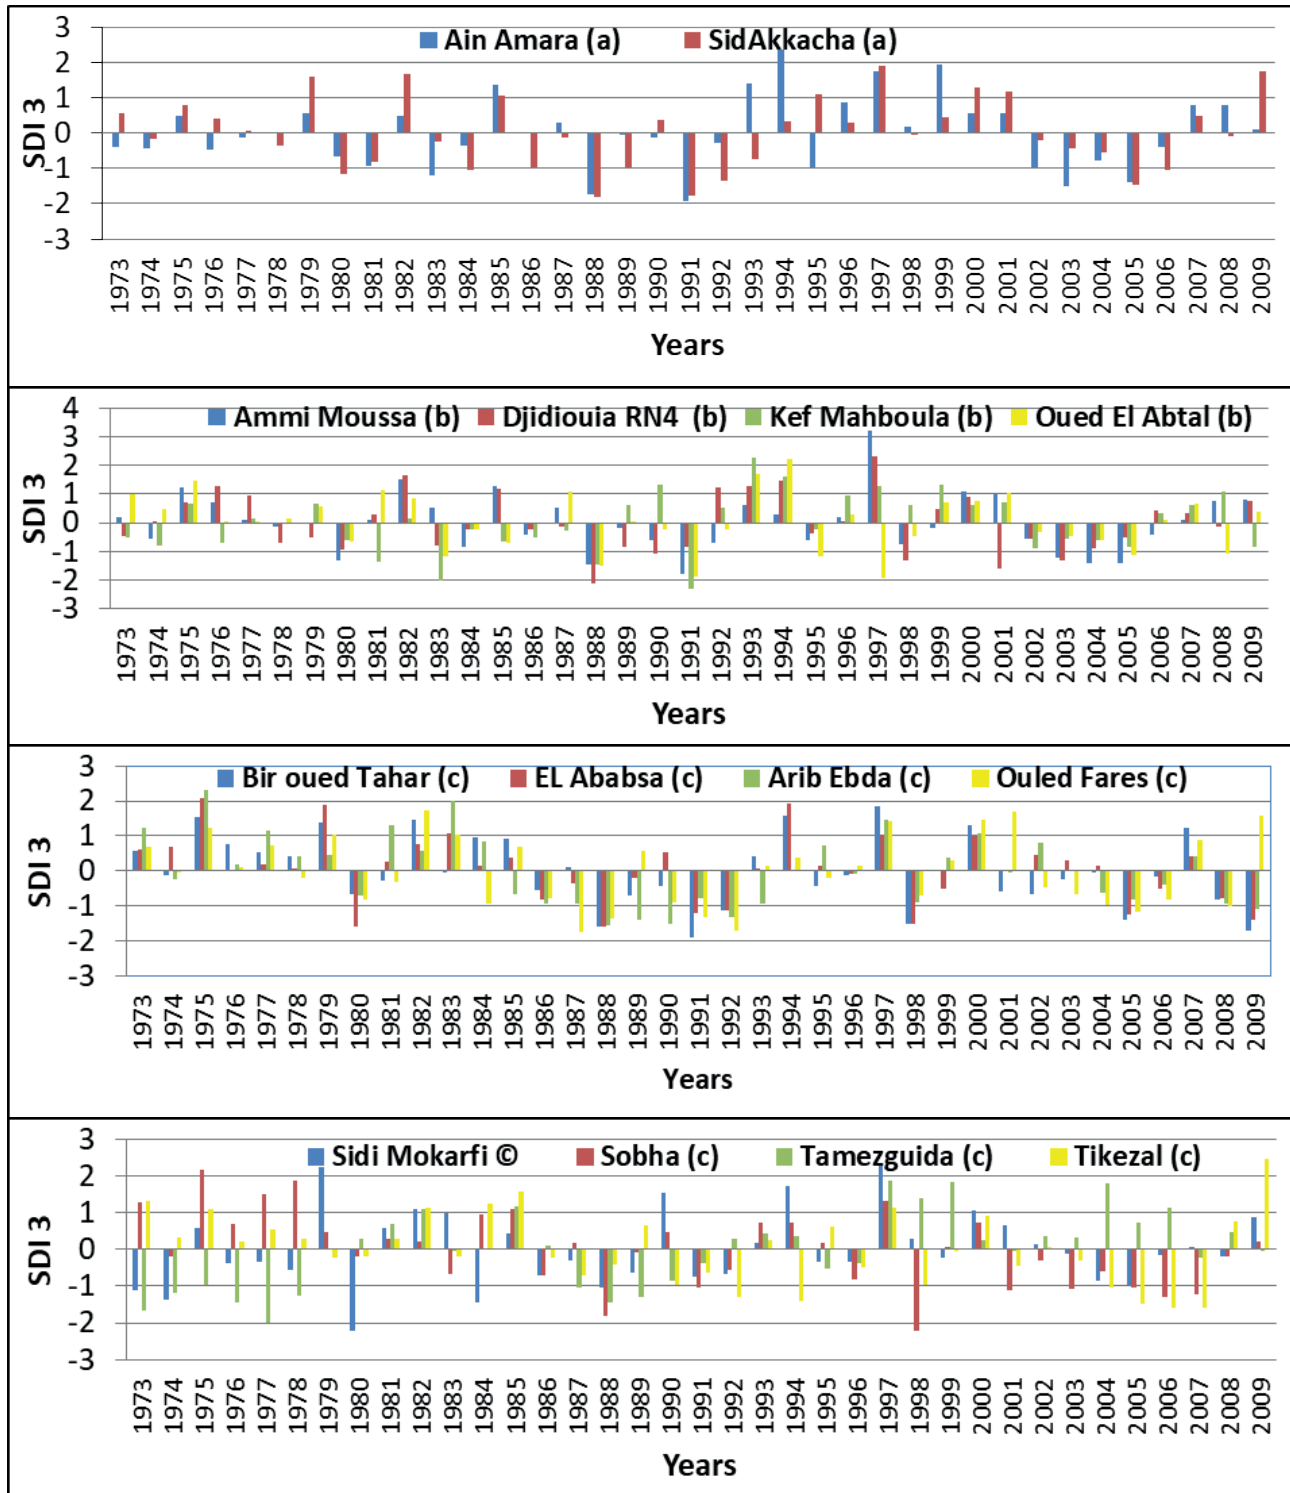 Ain Amara (a) SidAkkacha (a)
3
2
1
0
-1
-2
-3
SDI 3
1973 1974 1975 1976 1977 1978 1979 1980 1981 1982 1983 1984 1985 1986 1987 1988 1989 1990 1991 1992 1993 1994 1995 1996 1997 1998 1999 2000 2001 2002 2003 2004 2005 2006 2007 2008 2009
Years
Ammi Moussa (b) Djidiouia RN4 (b) Kef Mahboula (b) Oued El Abtal (b)
4
3
2
1
0
-1
-2
-3
SDI 3
1973 1974 1975 1976 1977 1978 1979 1980 1981 1982 1983 1984 1985 1986 1987 1988 1989 1990 1991 1992 1993 1994 1995 1996 1997 1998 1999 2000 2001 2002 2003 2004 2005 2006 2007 2008 2009
Years
Bir oued Tahar (c) EL Ababsa (c) Arib Ebda (c) Ouled Fares (c)
3
2
1
0
-1
-2
-3
SDI 3
1973 1974 1975 1976 1977 1978 1979 1980 1981 1982 1983 1984 1985 1986 1987 1988 1989 1990 1991 1992 1993 1994 1995 1996 1997 1998 1999 2000 2001 2002 2003 2004 2005 2006 2007 2008 2009
Years
Sidi Mokarfi © Sobha (c) Tamezguida (c) Tikezal (c)
3
2
1
0
-1
-2
-3
SDI 3
1973 1974 1975 1976 1977 1978 1979 1980 1981 1982 1983 1984 1985 1986 1987 1988 1989 1990 1991 1992 1993 1994 1995 1996 1997 1998 1999 2000 2001 2002 2003 2004 2005 2006 2007 2008 2009
Years